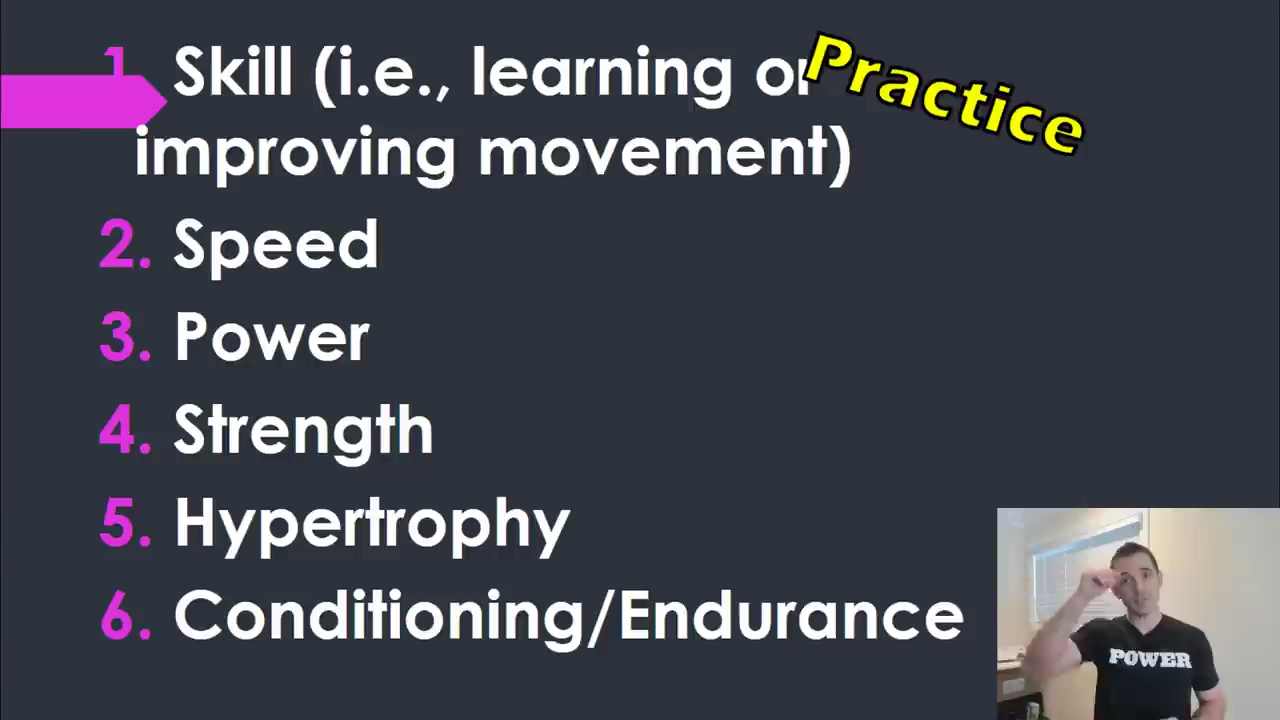 1 Skill (i.e., learning or
Practice
improving movement)
2. Speed
3. Power
4. Strength
5. Hypertrophy
6. Conditioning/Endurance
POWER